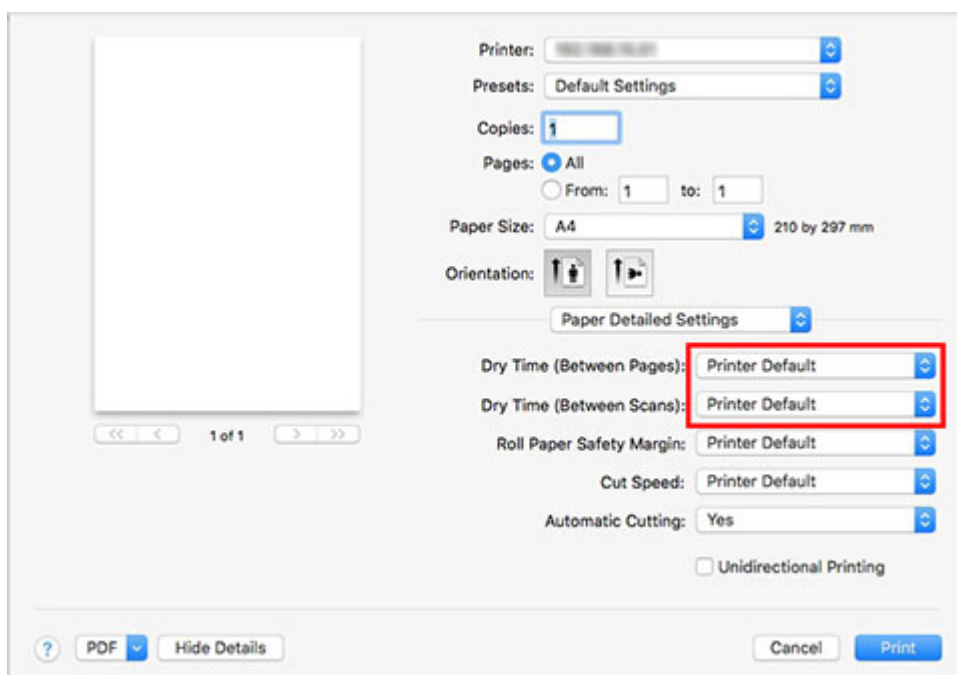 Printer:
Presets: Default Settings
Copies: 1
Pages: All
From: 1 to: 1
Paper Size: A4 210 by 297 mm
Orientation:
Paper Detailed Settings
Dry Time (Between Pages): Printer Default
Dry Time (Between Scans): Printer Default
Roll Paper Safety Margin: Printer Default
Cut Speed: Printer Default
Automatic Cutting: Yes
Unidirectional Printing
1 of 1
? PDF Hide Details Cancel Print